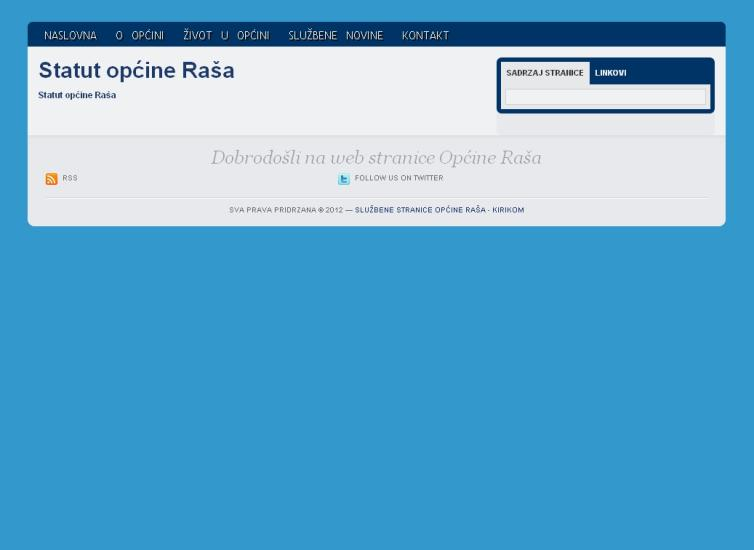 NASLOVNA O OPĆINI ŽIVOT U OPĆINI SLUŽBENE NOVINE KONTAKT
Statut općine Raša
Statut općine Raša
SADRZAJ STRANICE LINKOVI
Dobrodošli na web stranice Općine Raša
RSS FOLLOW US ON TWITTER
SVA PRAVA PRIDRZANA © 2012 — SLUŽBENE STRANICE OPĆINE RAŠA - KIRIKOM